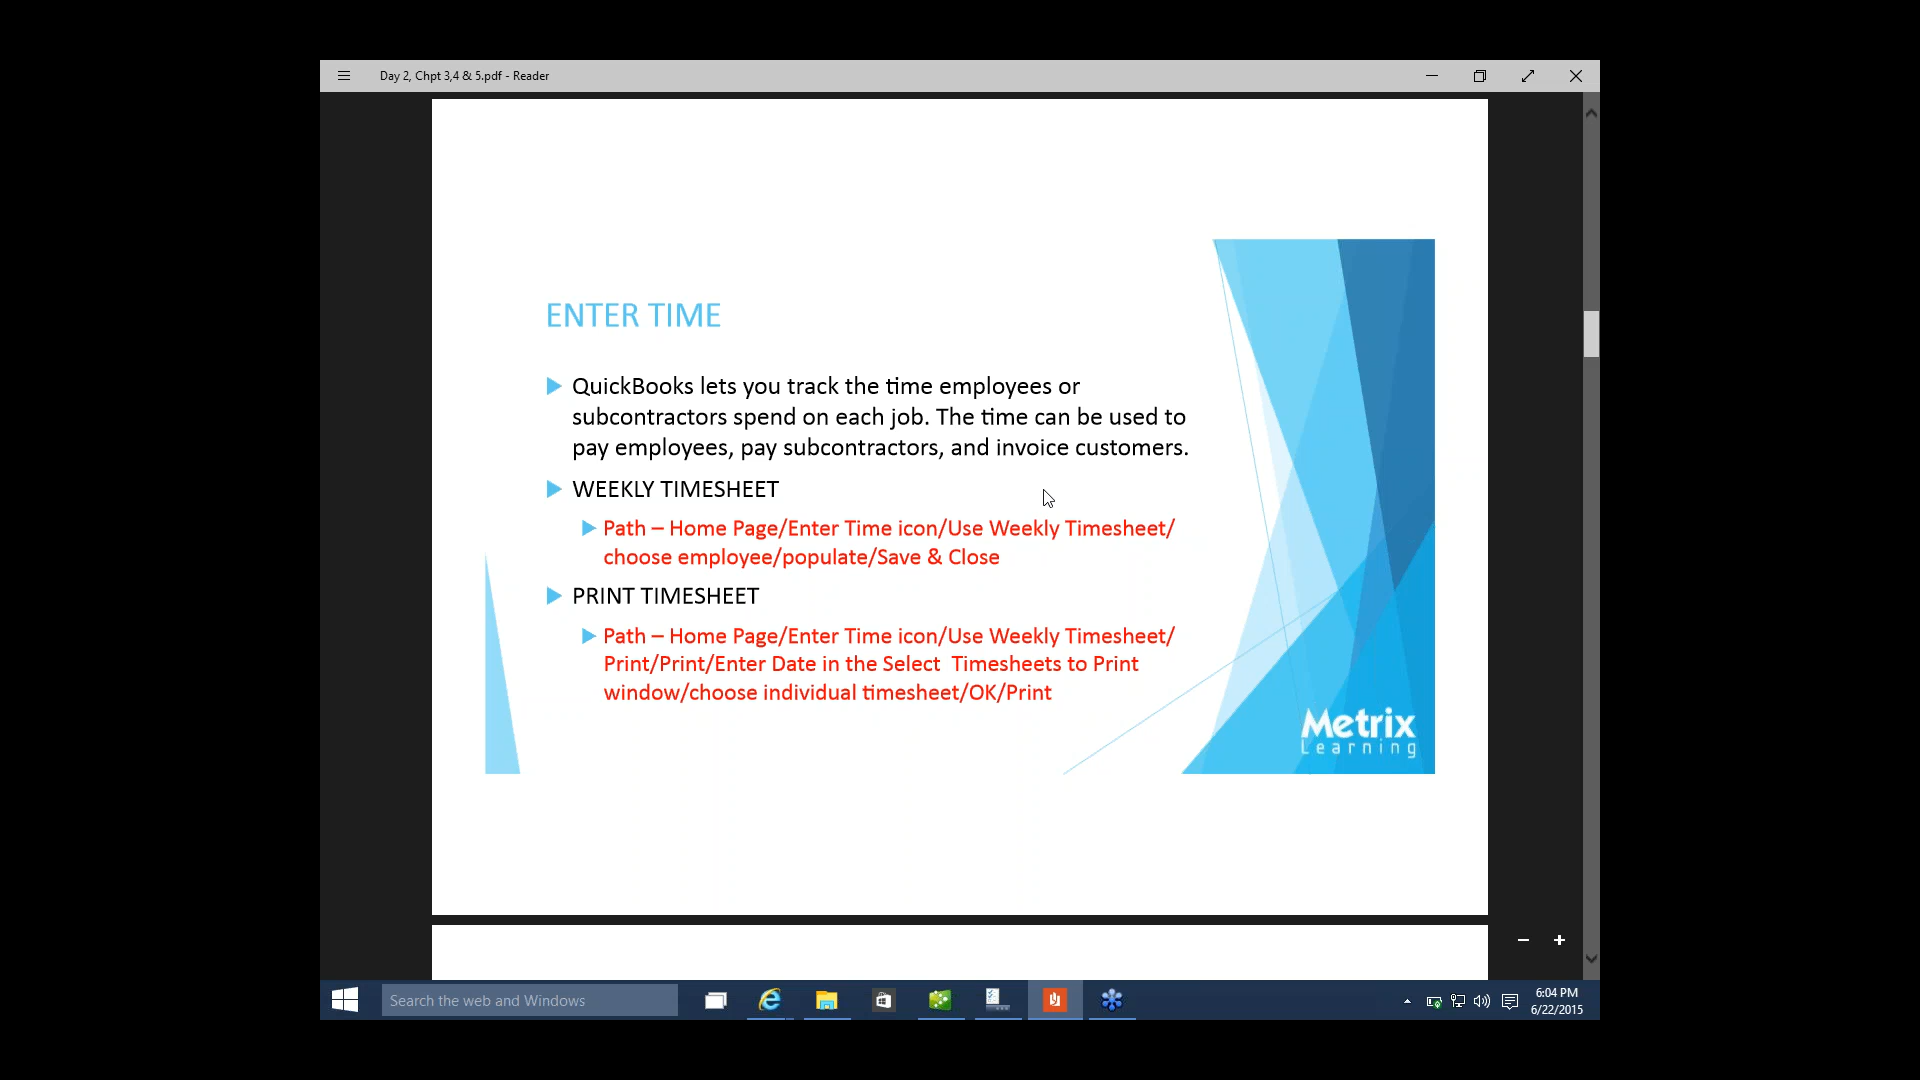 Day 2, Chpt 3,4 & 5.pdf - Reader
ENTER TIME
QuickBooks lets you track the time employees or
subcontractors spend on each job. The time can be used to
pay employees, pay subcontractors, and invoice customers.
WEEKLY TIMESHEET
Path – Home Page/Enter Time icon/Use Weekly Timesheet/
choose employee/populate/Save & Close
PRINT TIMESHEET
Path – Home Page/Enter Time icon/Use Weekly Timesheet/
Print/Print/Enter Date in the Select  Timesheets to Print
window/choose individual timesheet/OK/Print
Metrix
Learning
Search the web and Windows
6:04 PM
6/22/2015